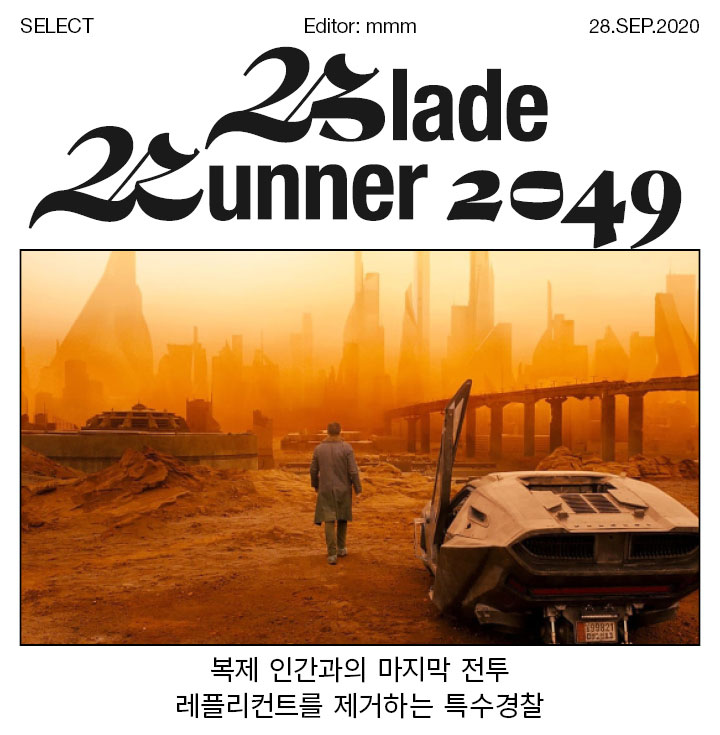 SELECT
Editor: mmm
28.SEP.2020
Blade
Runner 2049
복제 인간과의 마지막 전투
레플리컨트를 제거하는 특수경찰